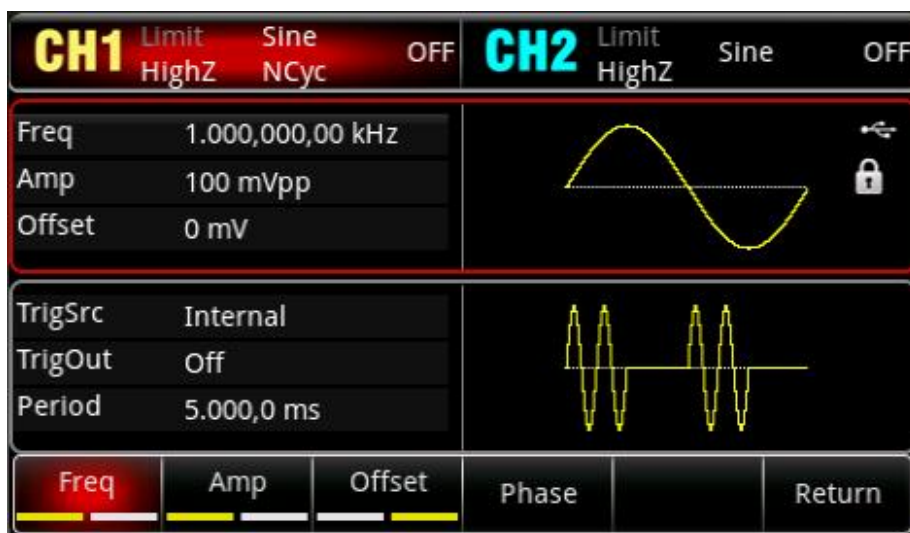 CH1 Limit Sine OFF CH2 Limit Sine OFF
HighZ NCyc HighZ
Freq 1.000,000,00 kHz
Amp 100 mVpp
Offset 0 mV
TrigSrc Internal
TrigOut Off
Period 5.000,0 ms
Freq Amp Offset Phase Return